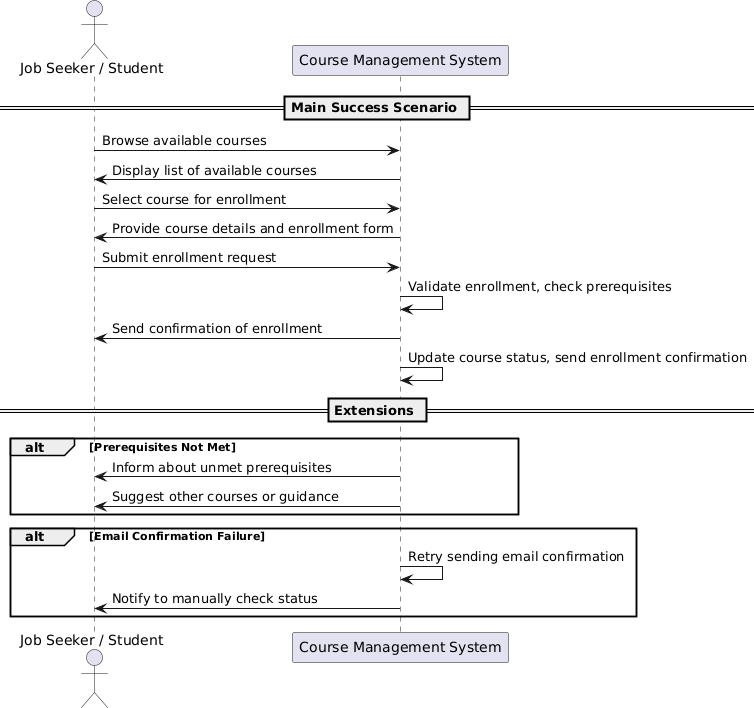 Job Seeker / Student
Course Management System
Main Success Scenario
Browse available courses
Display list of available courses
Select course for enrollment
Provide course details and enrollment form
Submit enrollment request
Validate enrollment, check prerequisites
Send confirmation of enrollment
Update course status, send enrollment confirmation
Extensions
alt [Prerequisites Not Met]
Inform about unmet prerequisites
Suggest other courses or guidance
alt [Email Confirmation Failure]
Retry sending email confirmation
Notify to manually check status
Job Seeker / Student
Course Management System